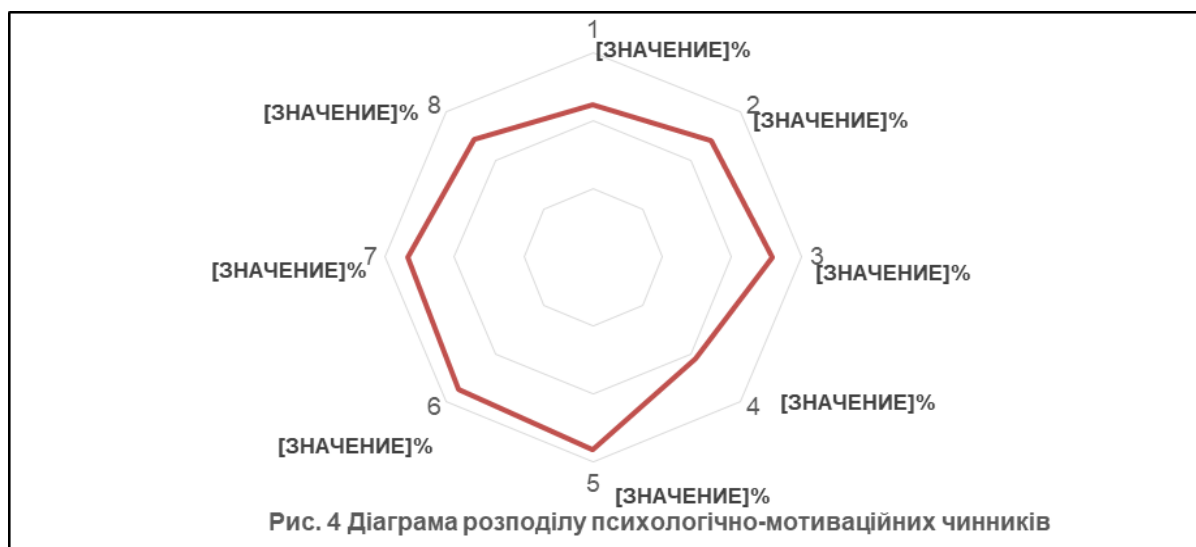 1
[ЗНАЧЕНИЕ]%
8
[ЗНАЧЕНИЕ]%
2
[ЗНАЧЕНИЕ]%
7
[ЗНАЧЕНИЕ]%
3
[ЗНАЧЕНИЕ]%
6
[ЗНАЧЕНИЕ]%
4
[ЗНАЧЕНИЕ]%
5
[ЗНАЧЕНИЕ]%
Рис. 4 Діаграма розподілу психологічно-мотиваційних чинників